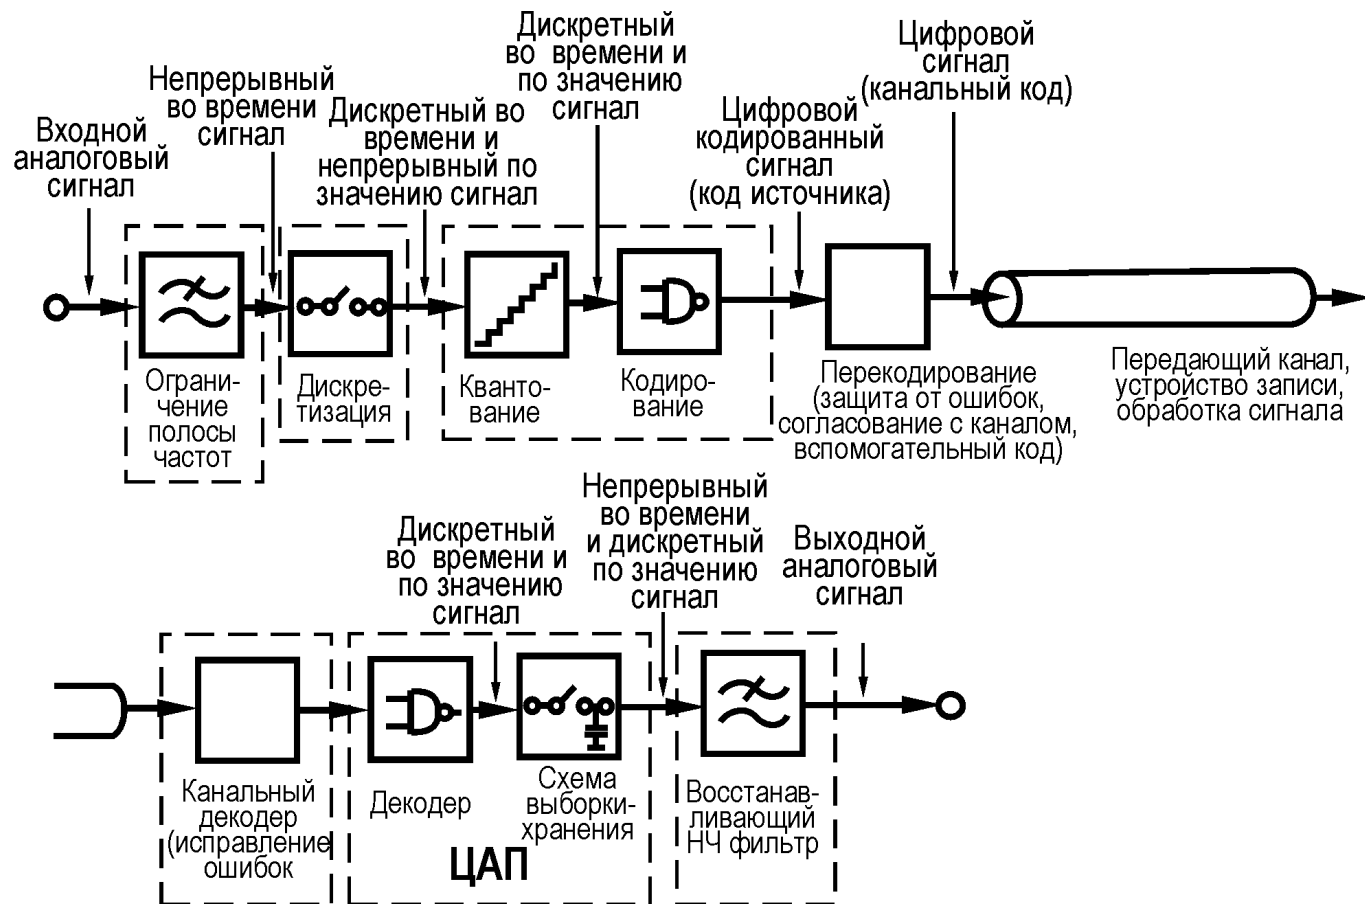 Входной
аналоговый
сигнал
Непрерывный
во времени
сигнал
Дискретный во
времени и
непрерывный по
значению сигнал
Дискретный
во времени и
по значению
сигнал
Цифровой
кодированный
сигнал
(код источника)
Цифровой
сигнал
(канальный код)
Ограни-
чение
полосы
частот
Дискре-
тизация
Кванто-
вание
Кодиро-
вание
Перекодирование
(защита от ошибок,
согласование с каналом,
вспомогательный код)
Передающий канал,
устройство записи,
обработка сигнала
Дискретный
во времени и
по значению
сигнал
Непрерывный
во времени
и дискретный
по значению
сигнал
Выходной
аналоговый
сигнал
Канальный
декодер
(исправление
ошибок
Декодер
Схема
выборки-
хранения
ЦАП
Восстанав-
ливающий
НЧ фильтр